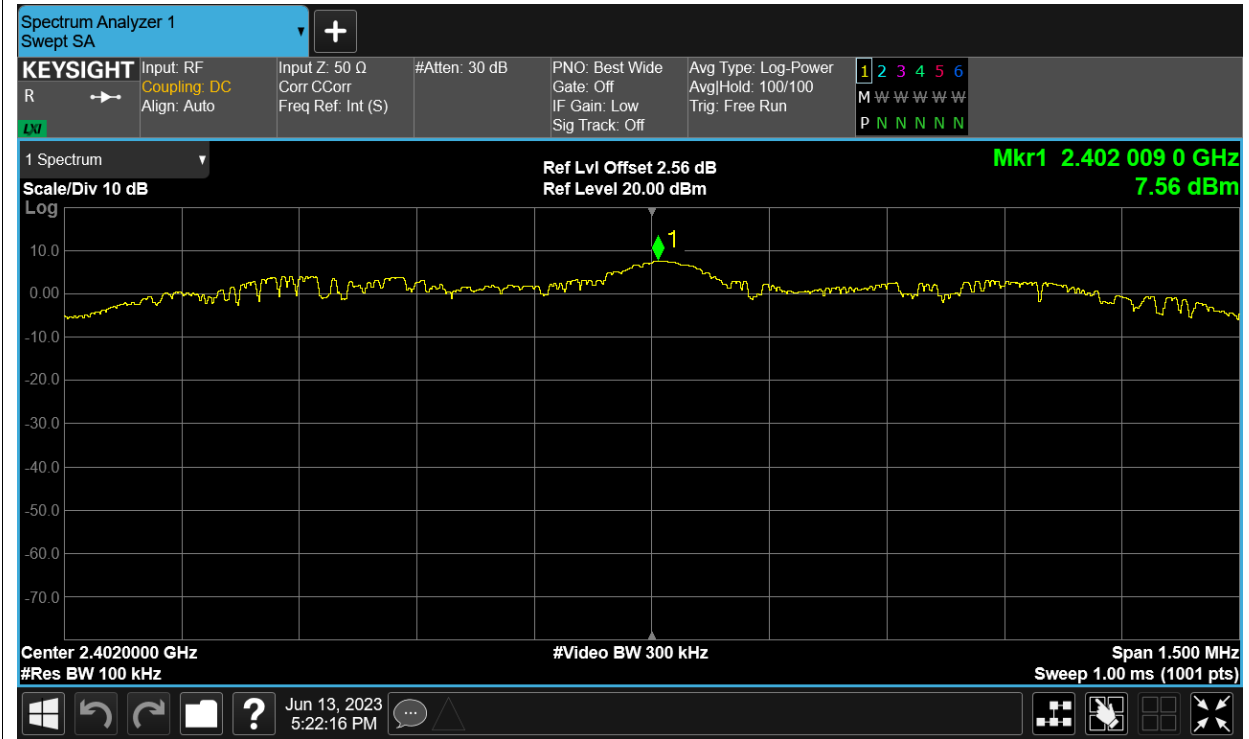 Spectrum Analyzer 1
Swept SA
KEYSIGHT
R
LXI
Input: RF
Coupling: DC
Align: Auto
Input Z: 50 Ω
Corr CCorr
Freq Ref: Int (S)
#Atten: 30 dB
PNO: Best Wide
Gate: Off
IF Gain: Low
Sig Track: Off
Avg Type: Log-Power
Avg|Hold: 100/100
Trig: Free Run
1 2 3 4 5 6
M W W W W W
P N N N N N
1 Spectrum
Scale/Div 10 dB
Log
Ref Lvl Offset 2.56 dB
Ref Level 20.00 dBm
Mkr1 2.402 009 0 GHz
7.56 dBm
1
10.0
0.00
-10.0
-20.0
-30.0
-40.0
-50.0
-60.0
-70.0
Center 2.4020000 GHz
#Video BW 300 kHz
Span 1.500 MHz
#Res BW 100 kHz
Sweep 1.00 ms (1001 pts)
?
Jun 13, 2023
5:22:16 PM